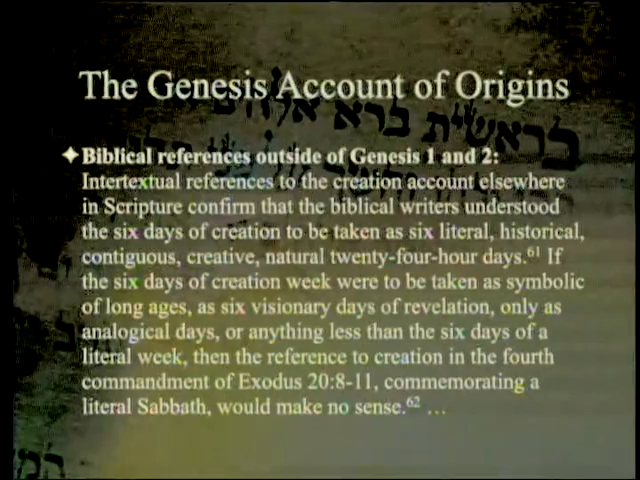 The Genesis Account of Origins
בראשית ברא אלהים
✦Biblical references outside of Genesis 1 and 2:
Intertextual references to the creation account elsewhere
in Scripture confirm that the biblical writers understood
the six days of creation to be taken as six literal, historical,
contiguous, creative, natural twenty-four-hour days.61 If
the six days of creation week were to be taken as symbolic
of long ages, as six visionary days of revelation, only as
analogical days, or anything less than the six days of a
literal week, then the reference to creation in the fourth
commandment of Exodus 20:8-11, commemorating a
literal Sabbath, would make no sense.62 …